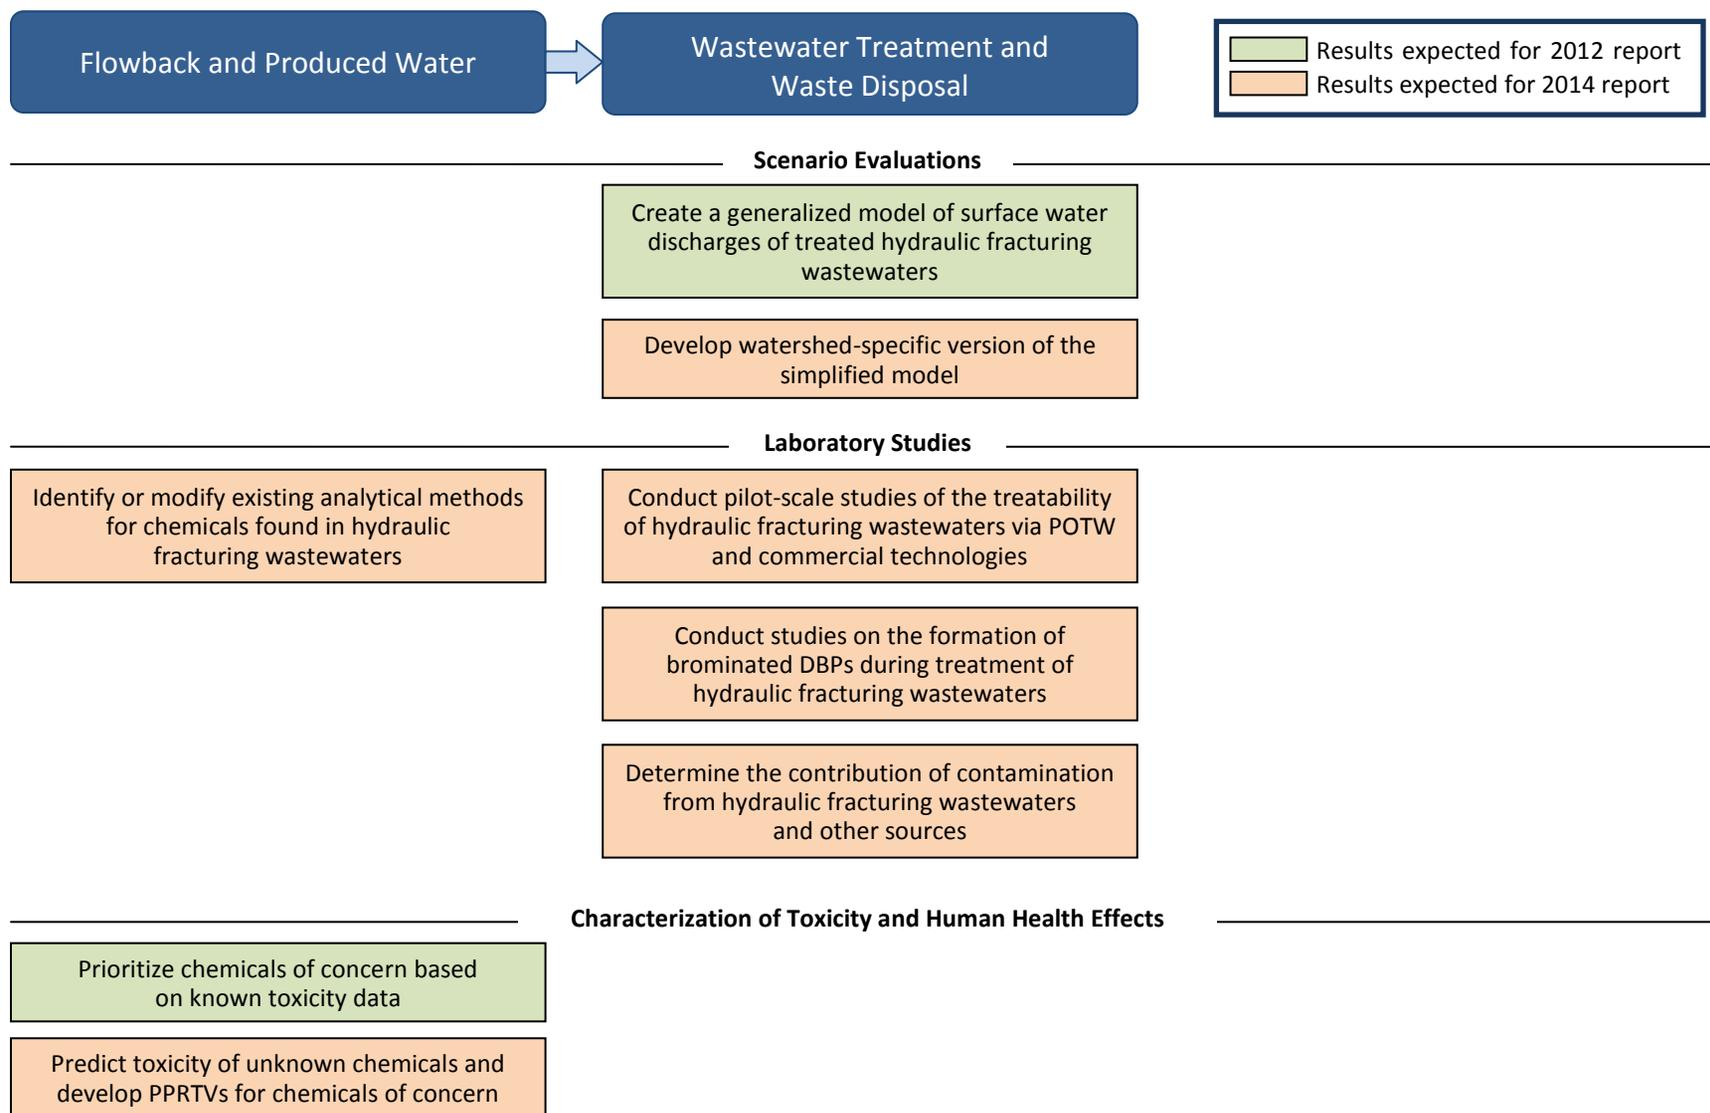 Flowback and Produced Water
Wastewater Treatment and
Waste Disposal
Results expected for 2012 report
Results expected for 2014 report
Scenario Evaluations
Create a generalized model of surface water
discharges of treated hydraulic fracturing
wastewaters
Develop watershed-specific version of the
simplified model
Laboratory Studies
Identify or modify existing analytical methods
for chemicals found in hydraulic
fracturing wastewaters
Conduct pilot-scale studies of the treatability
of hydraulic fracturing wastewaters via POTW
and commercial technologies
Conduct studies on the formation of
brominated DBPs during treatment of
hydraulic fracturing wastewaters
Determine the contribution of contamination
from hydraulic fracturing wastewaters
and other sources
Characterization of Toxicity and Human Health Effects
Prioritize chemicals of concern based
on known toxicity data
Predict toxicity of unknown chemicals and
develop PPRTVs for chemicals of concern